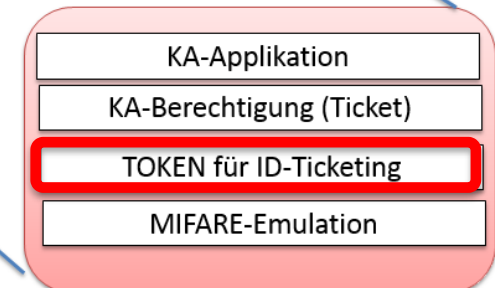 KA-Applikation
KA-Berechtigung (Ticket)
TOKEN für ID-Ticketing
MIFARE-Emulation